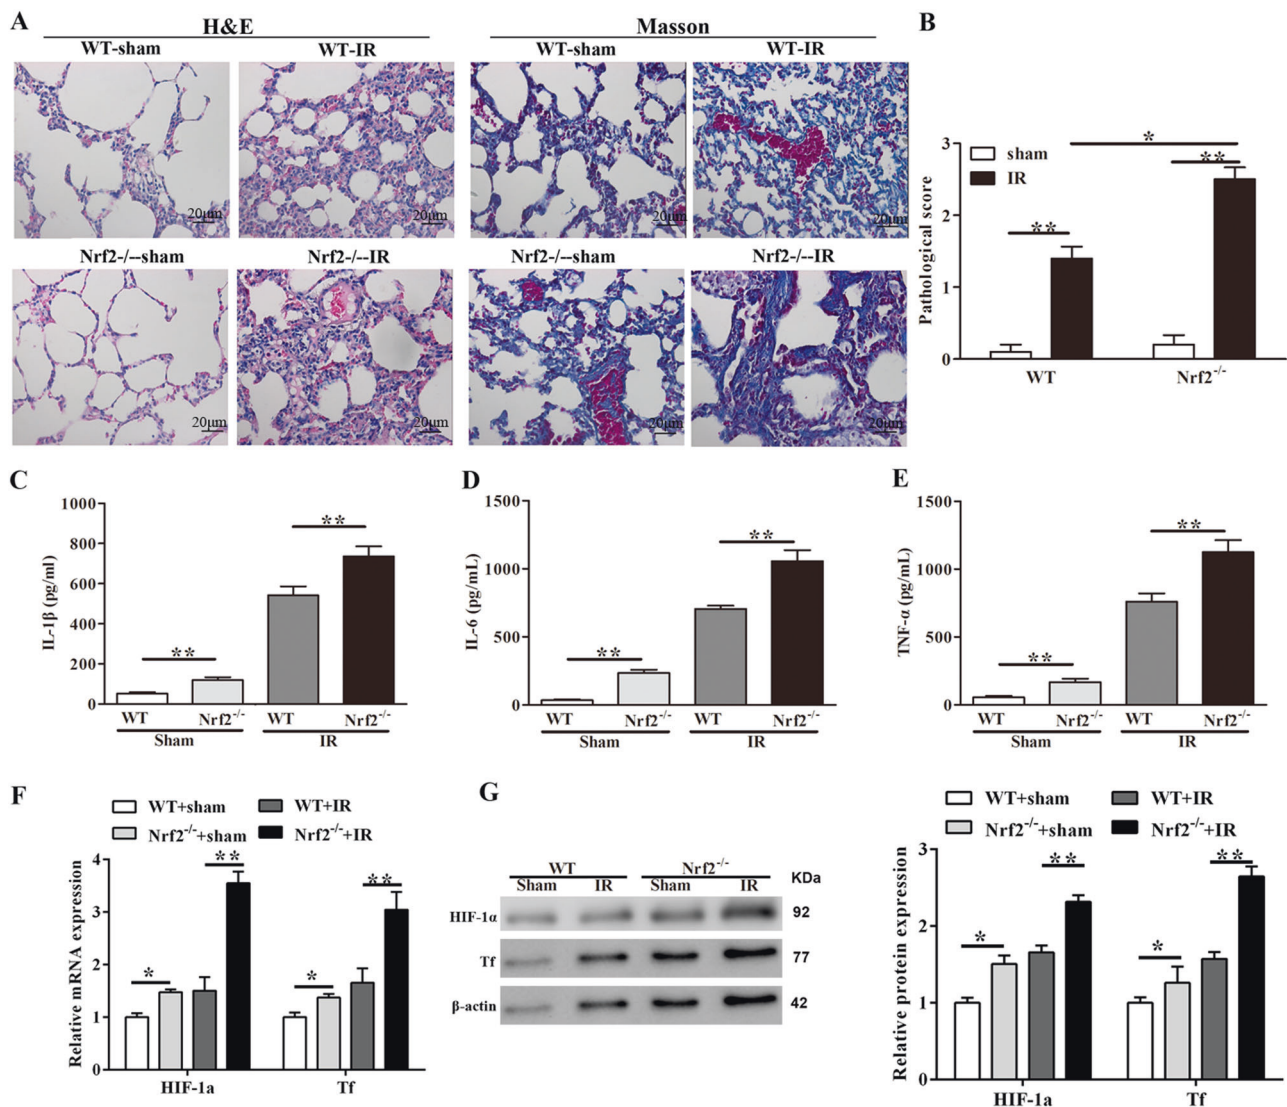 A
H&E
Masson
WT-sham
WT-IR
WT-sham
WT-IR
20μm
20μm
20μm
20μm
Nrf2-/--sham
Nrf2-/--IR
Nrf2-/--sham
Nrf2-/--IR
20μm
20μm
20μm
20μm
B
Pathological score
3
2
1
0
sham
IR
*
**
**
WT
Nrf2-/-
C
IL-1β (pg/ml)
1000
800
600
400
200
0
**
**
WT
Nrf2-/-
WT
Nrf2-/-
Sham
IR
D
IL-6 (pg/mL)
1500
1000
500
0
**
**
WT
Nrf2-/-
WT
Nrf2-/-
Sham
IR
E
TNF-α (pg/mL)
1500
1000
500
0
**
**
WT
Nrf2-/-
WT
Nrf2-/-
Sham
IR
F
WT+sham
WT+IR
Nrf2-/-+sham
Nrf2-/-+IR
Relative mRNA expression
4
3
2
1
0
*
**
*
**
HIF-1a
Tf
G
WT
Nrf2-/-
Sham
IR
Sham
IR
KDa
HIF-1α
92
Tf
77
β-actin
42
WT+sham
WT+IR
Nrf2-/-+sham
Nrf2-/-+IR
Relative protein expression
3
2
1
0
*
**
*
**
HIF-1a
Tf